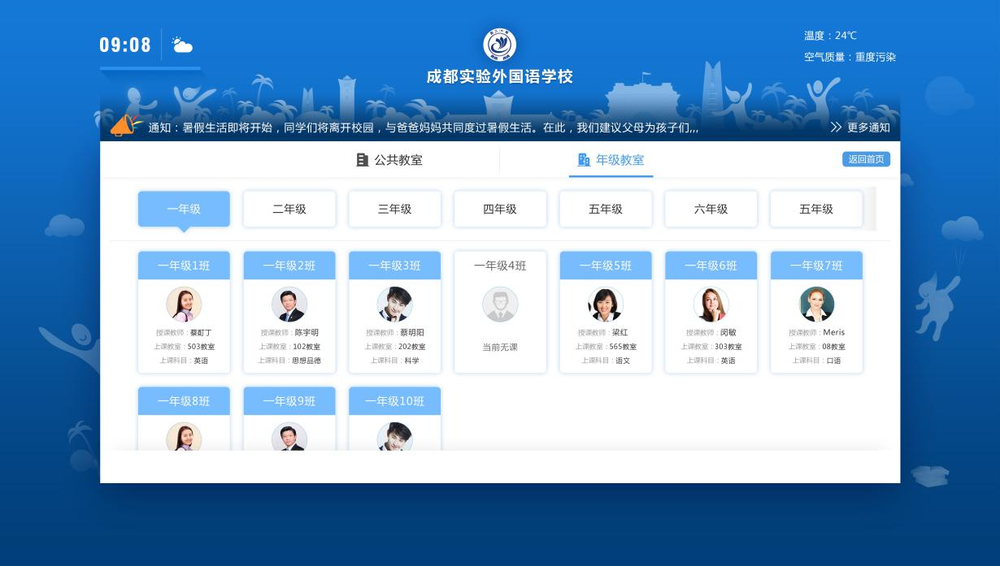 09:08
温度：24℃
空气质量：重度污染
成都实验外国语学校
通知：暑假生活即将开始，同学们将离开校园，与爸爸妈妈共同度过暑假生活。在此，我们建议父母为孩子们,,,
更多通知
公共教室
年级教室
返回首页
一年级
二年级
三年级
四年级
五年级
六年级
五年级
一年级1班
一年级2班
一年级3班
一年级4班
一年级5班
一年级6班
一年级7班
授课教师：蔡酊丁
授课教师：陈宇明
授课教师：蔡明阳
授课教师：梁红
授课教师：闵敏
授课教师：Meris
上课教室：503教室
上课教室：102教室
上课教室：202教室
当前无课
上课教室：565教室
上课教室：303教室
上课教室：08教室
上课科目：英语
上课科目：思想品德
上课科目：科学
上课科目：语文
上课科目：英语
上课科目：口语
一年级8班
一年级9班
一年级10班